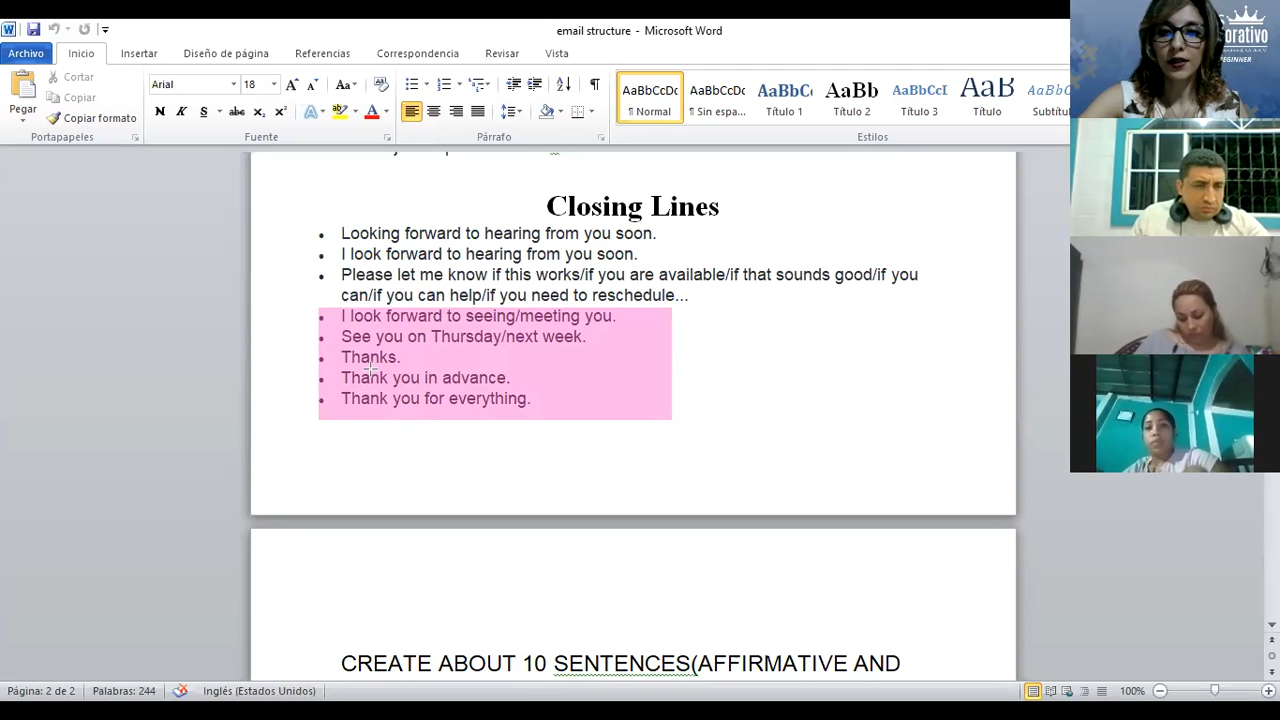 email structure - Microsoft Word
Archivo Inicio Insertar Diseño de página Referencias Correspondencia Revisar Vista
Pegar
Cortar
Copiar
Copiar formato
Portapapeles
Arial 18
Fuente
Párrafo
AaBbCcDc AaBbCcDc AaBbC AaBb AaBbCcI AaB AaBbCc
¶ Normal ¶ Sin espa... Título 1 Título 2 Título 3 Título Subtítu
Estilos
orativo
BEGINNER
Closing Lines
• Looking forward to hearing from you soon.
• I look forward to hearing from you soon.
• Please let me know if this works/if you are available/if that sounds good/if you
can/if you can help/if you need to reschedule...
• I look forward to seeing/meeting you.
• See you on Thursday/next week.
• Thanks.
• Thank you in advance.
• Thank you for everything.
CREATE ABOUT 10 SENTENCES(AFFIRMATIVE AND
Página: 2 de 2 Palabras: 244 Inglés (Estados Unidos) 100%